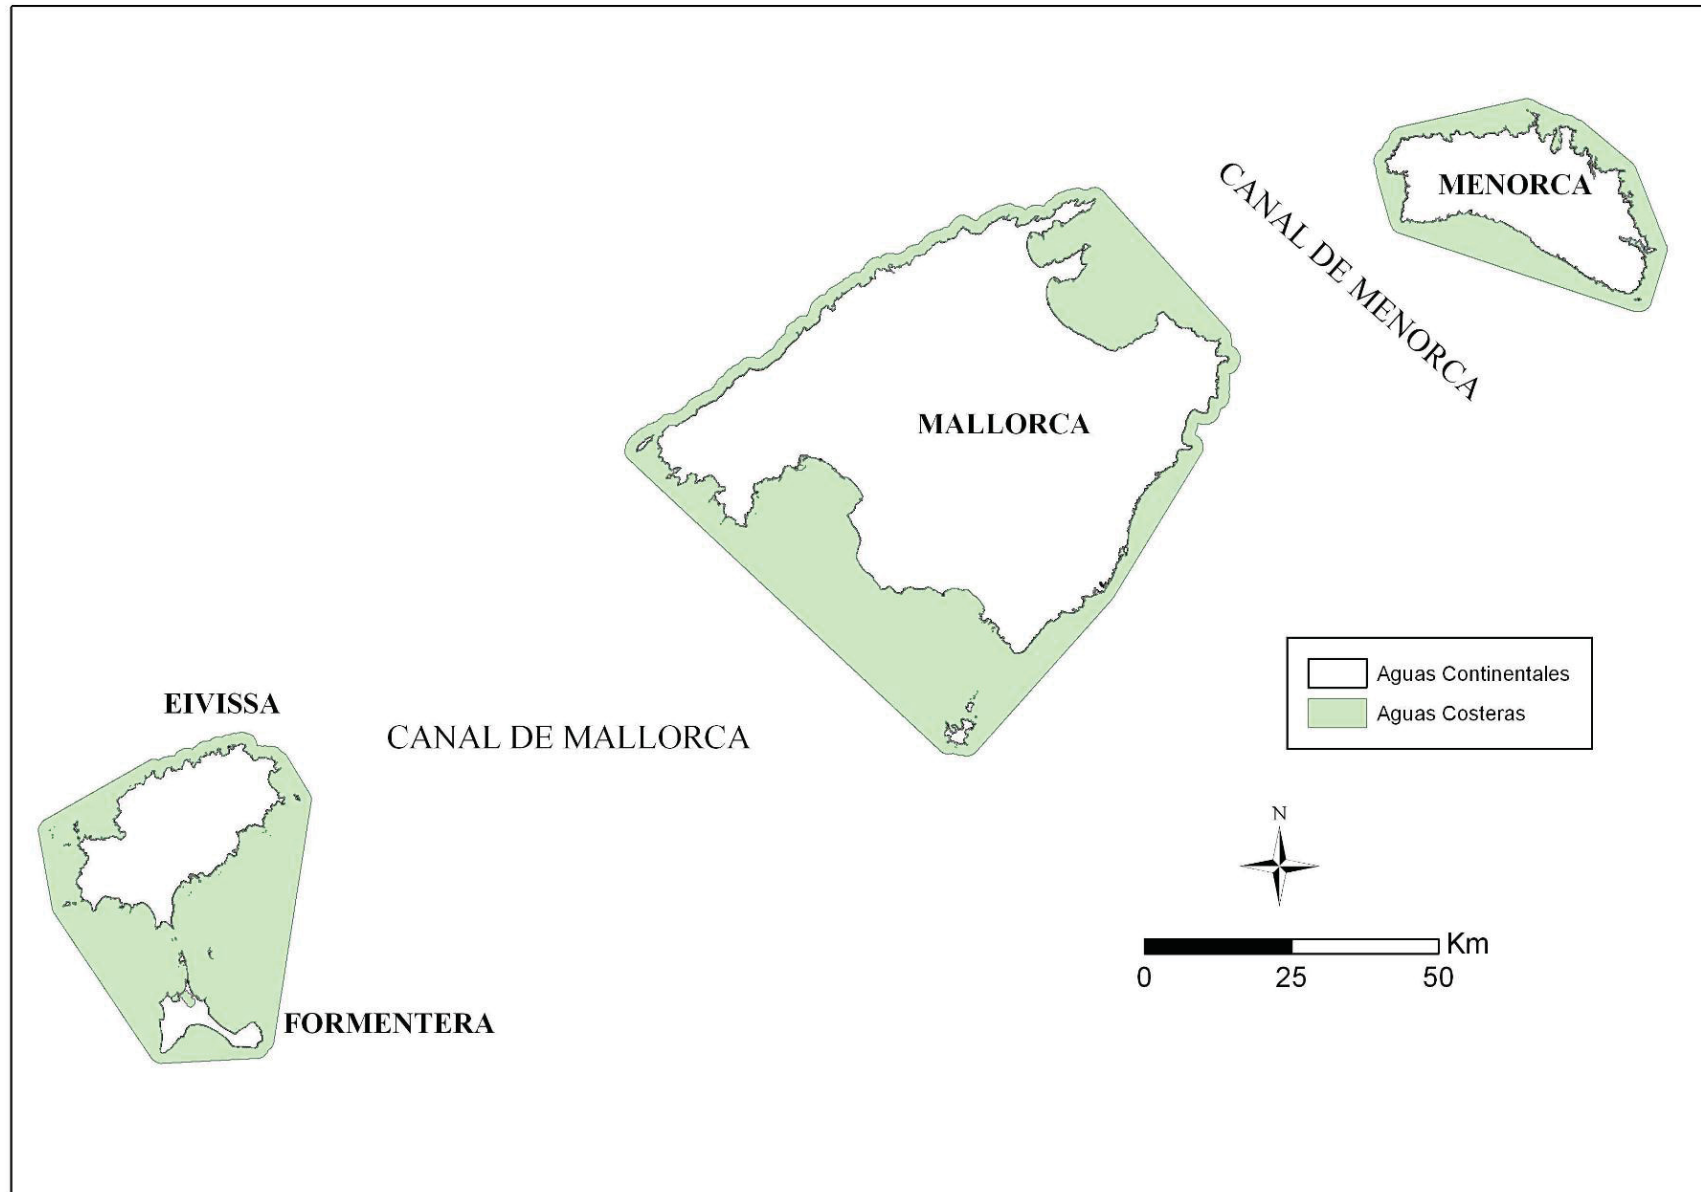 MENORCA
CANAL DE MENORCA
MALLORCA
Aguas Continentales
Aguas Costeras
EIVISSA
CANAL DE MALLORCA
N
Km
0 25 50
FORMENTERA